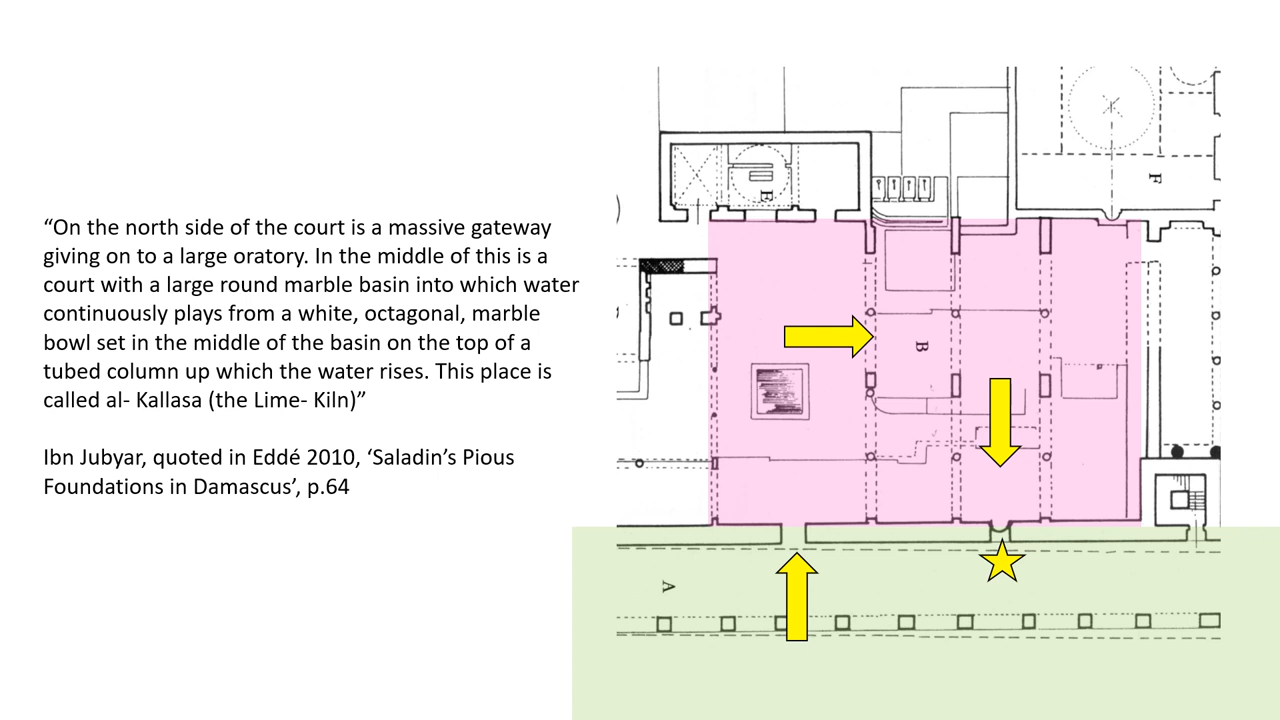 “On the north side of the court is a massive gateway
giving on to a large oratory. In the middle of this is a
court with a large round marble basin into which water
continuously plays from a white, octagonal, marble
bowl set in the middle of the basin on the top of a
tubed column up which the water rises. This place is
called al- Kallasa (the Lime- Kiln)”
Ibn Jubyar, quoted in Eddé 2010, ‘Saladin’s Pious
Foundations in Damascus’, p.64
E
F
B
A